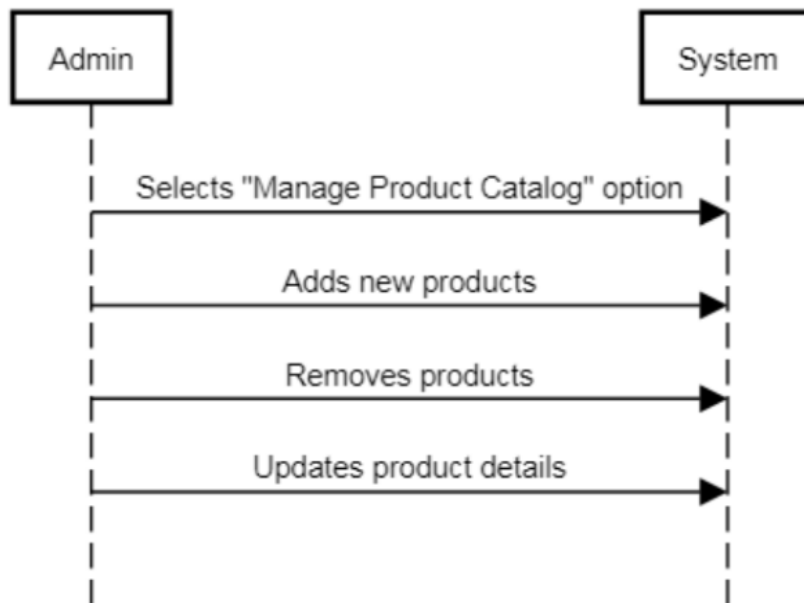 Admin
System
Selects "Manage Product Catalog" option
Adds new products
Removes products
Updates product details